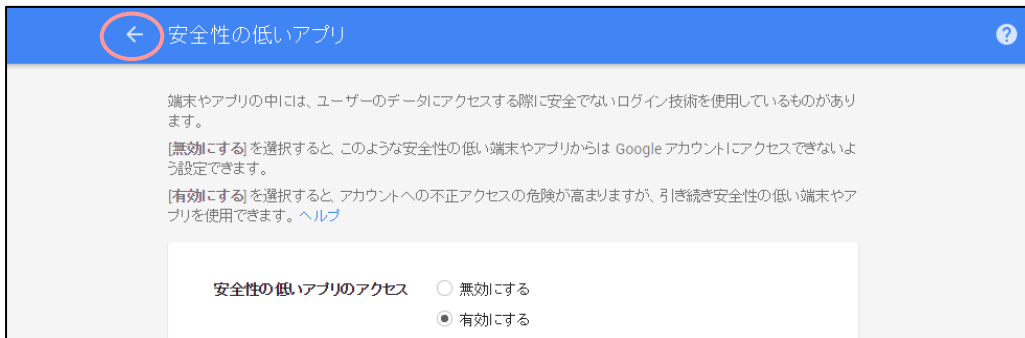 ← 安全性の低いアプリ ?
端末やアプリの中には、ユーザーのデータにアクセスする際に安全でないログイン技術を使用しているものがあり
ます。
[無効にする] を選択すると、このような安全性の低い端末やアプリからは Google アカウントにアクセスできないよ
う設定できます。
[有効にする] を選択すると、アカウントへの不正アクセスの危険が高まりますが、引き続き安全性の低い端末やア
プリを使用できます。ヘルプ
安全性の低いアプリのアクセス 無効にする
有効にする